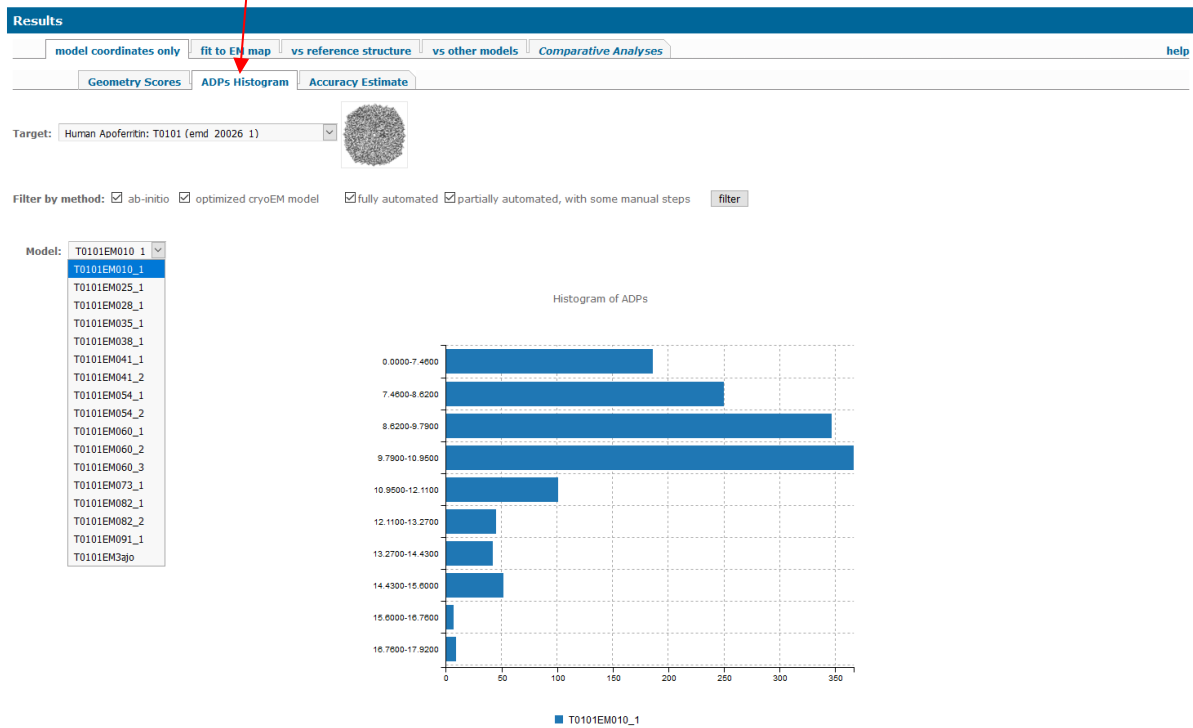 Results
model coordinates only fit to EM map vs reference structure vs other models Comparative Analyses help
Geometry Scores ADPs Histogram Accuracy Estimate
Target: Human Apoferritin: T0101 (emd_20026_1)
Filter by method: ab-initio optimized cryoEM model fully automated partially automated, with some manual steps filter
Model: T0101EM010_1
T0101EM010_1
T0101EM025_1
T0101EM028_1
T0101EM035_1
T0101EM038_1
T0101EM041_1
T0101EM041_2
T0101EM054_1
T0101EM054_2
T0101EM060_1
T0101EM060_2
T0101EM060_3
T0101EM073_1
T0101EM082_1
T0101EM082_2
T0101EM091_1
T0101EM3ajo
Histogram of ADPs
0.0000-7.4600
7.4600-8.6200
8.6200-9.7900
9.7900-10.9500
10.9500-12.1100
12.1100-13.2700
13.2700-14.4300
14.4300-15.6000
15.6000-16.7600
16.7600-17.9200
0 50 100 150 200 250 300 350
T0101EM010_1